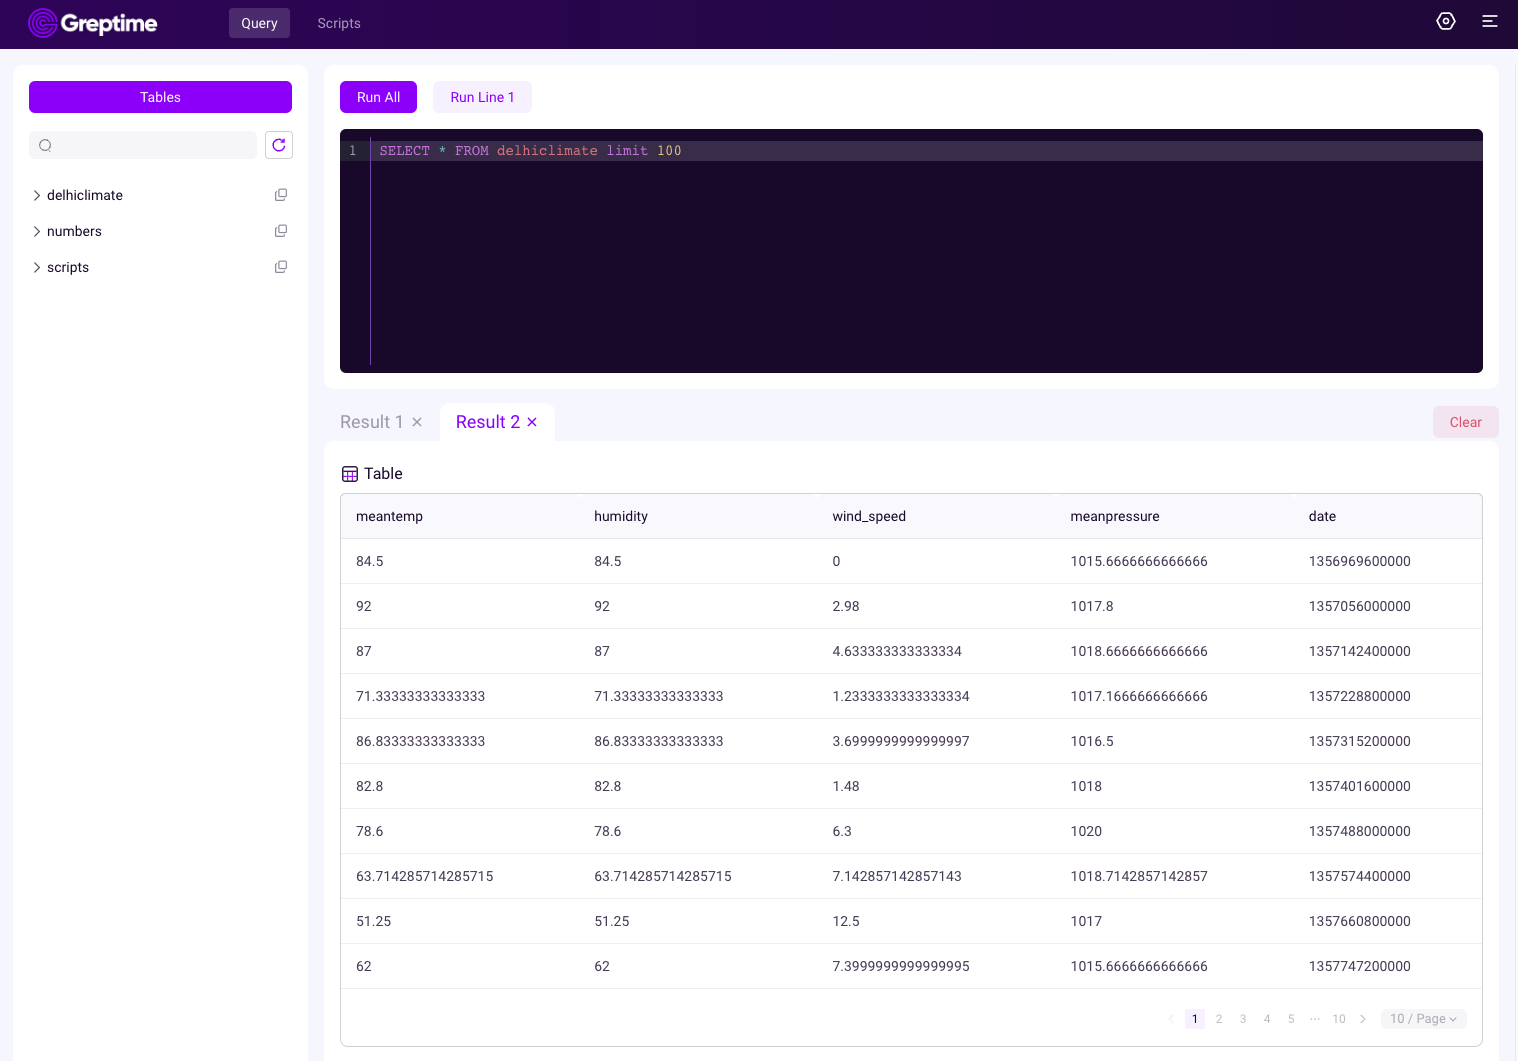 Greptime Query Scripts
Tables
Run All Run Line 1
1 SELECT * FROM delhiclimate limit 100
delhiclimate
numbers
scripts
Result 1 × Result 2 × Clear
Table
meantemp humidity wind_speed meanpressure date
84.5 84.5 0 1015.6666666666666 1356969600000
92 92 2.98 1017.8 1357056000000
87 87 4.633333333333334 1018.6666666666666 1357142400000
71.33333333333333 71.33333333333333 1.2333333333333334 1017.1666666666666 1357228800000
86.83333333333333 86.83333333333333 3.6999999999999997 1016.5 1357315200000
82.8 82.8 1.48 1018 1357401600000
78.6 78.6 6.3 1020 1357488000000
63.714285714285715 63.714285714285715 7.142857142857143 1018.7142857142857 1357574400000
51.25 51.25 12.5 1017 1357660800000
62 62 7.3999999999999995 1015.6666666666666 1357747200000
1 2 3 4 5 ··· 10 10 / Page